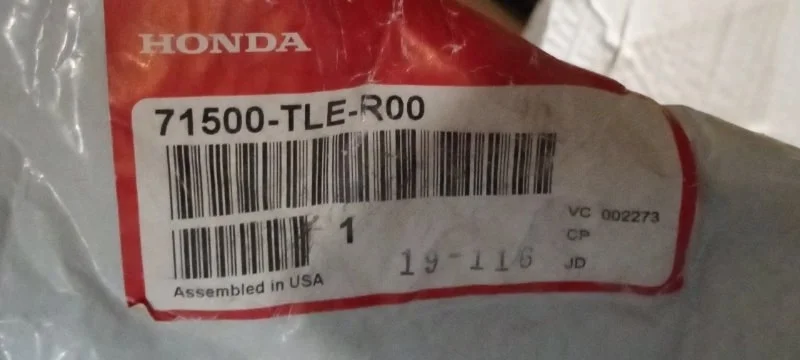 HONDA
71500-TLE-R00
1
VC 002273
CP
19-116
JD
Assembled in USA